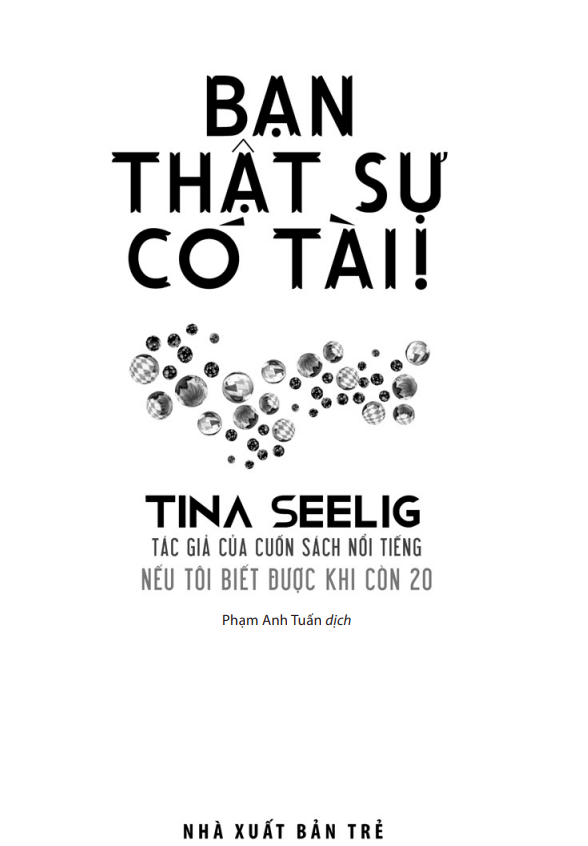 BẠN
THẬT SỰ
CÓ TÀI!
TINA SEELIG
TÁC GIẢ CỦA CUỐN SÁCH NỔI TIẾNG
NẾU TÔI BIẾT ĐƯỢC KHI CÒN 20
Phạm Anh Tuấn dịch
NHÀ XUẤT BẢN TRẺ